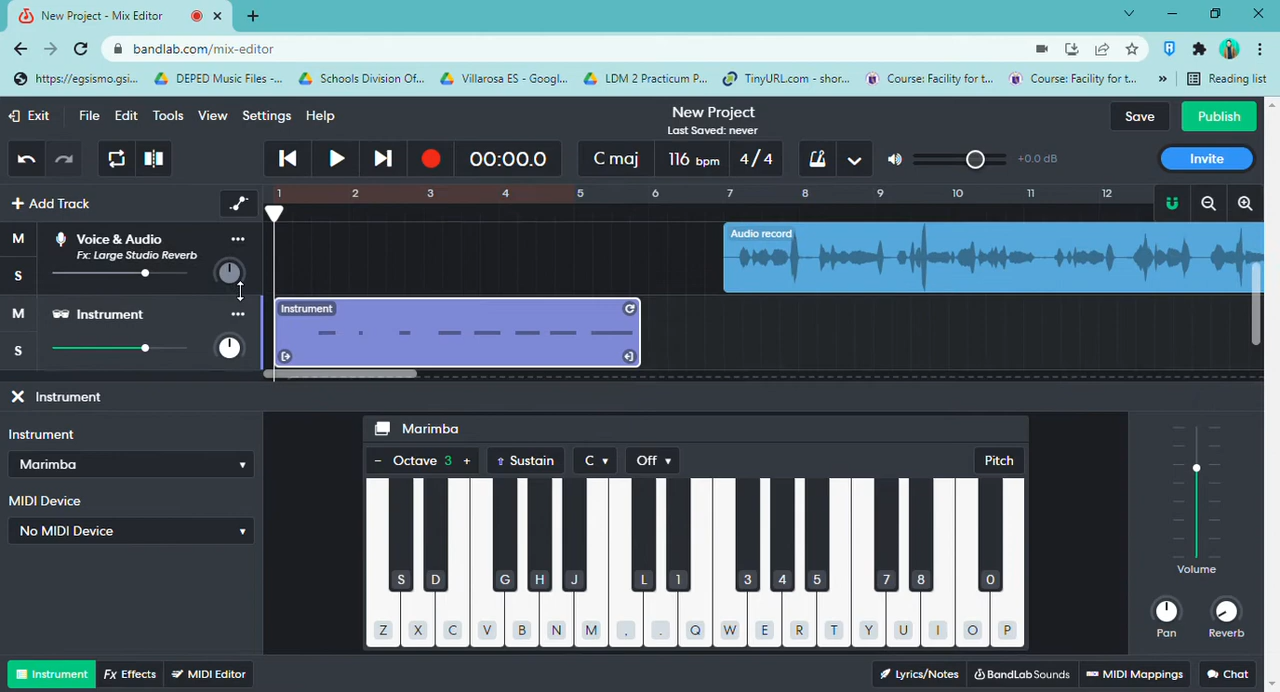 New Project - Mix Editor
bandlab.com/mix-editor
https://egsismo.gsi... DEPED Music Files -... Schools Division Of... Villarosa ES - Googl... LDM 2 Practicum P... TinyURL.com - shor... Course: Facility for t... Course: Facility for t... » Reading list
Exit File Edit Tools View Settings Help
New Project
Last Saved: never
Save Publish
00:00.0 C maj 116 bpm 4/4 +0.0 dB Invite
+ Add Track
1 2 3 4 5 6 7 8 9 10 11 12
M Voice & Audio
Fx: Large Studio Reverb
S
Audio record
M Instrument
S
Instrument
Instrument
Instrument
Marimba
MIDI Device
No MIDI Device
Marimba
- Octave 3 + Sustain C Off Pitch
S D G H J L 1 3 4 5 7 8 0
Z X C V B N M , . Q W E R T Y U I O P
Volume
Pan Reverb
Instrument Fx Effects MIDI Editor Lyrics/Notes BandLab Sounds MIDI Mappings Chat